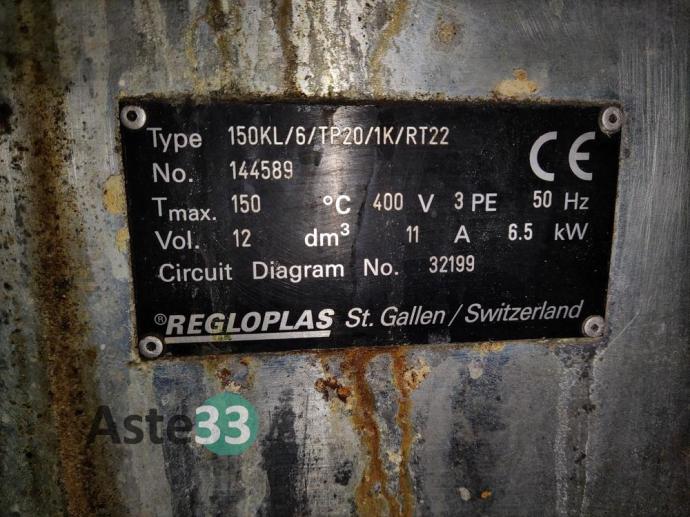 Type 150KL/6/TP20/1K/RT22
CE
No. 144589
Tmax. 150 °C 400 V 3 PE 50 Hz
Vol. 12 dm³ 11 A 6.5 kW
Circuit Diagram No. 32199
®REGLOPLAS St. Gallen / Switzerland
Aste33